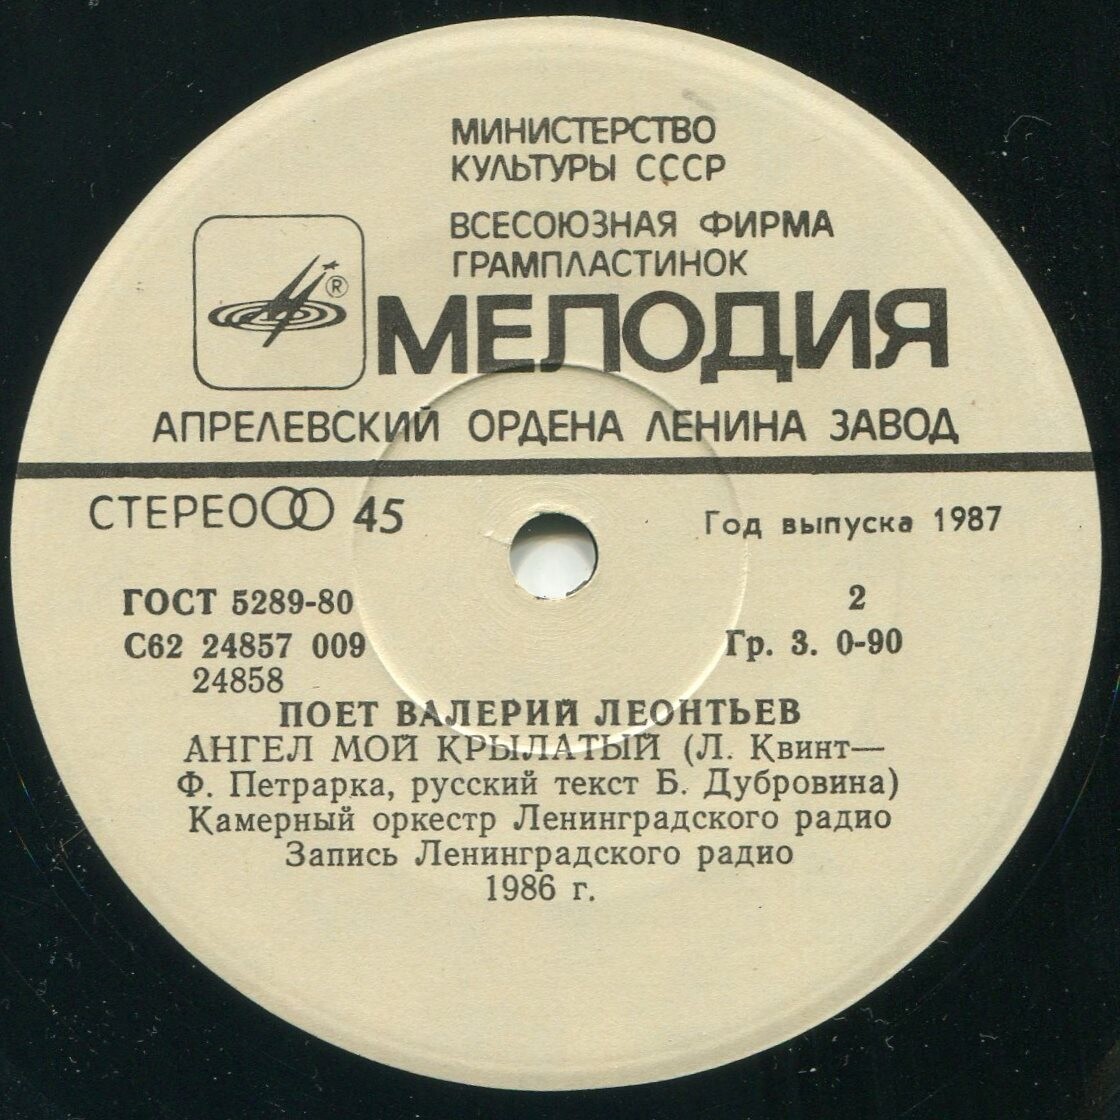 МИНИСТЕРСТВО
КУЛЬТУРЫ СССР
ВСЕСОЮЗНАЯ ФИРМА
ГРАМПЛАСТИНОК
®
МЕЛОДИЯ
АПРЕЛЕВСКИЙ ОРДЕНА ЛЕНИНА ЗАВОД
СТЕРЕО 45
Год выпуска 1987
ГОСТ 5289-80
2
С62 24857 009
Гр. 3. 0-90
24858
ПОЕТ ВАЛЕРИЙ ЛЕОНТЬЕВ
АНГЕЛ МОЙ КРЫЛАТЫЙ (Л. Квинт—
Ф. Петрарка, русский текст Б. Дубровина)
Камерный оркестр Ленинградского радио
Запись Ленинградского радио
1986 г.